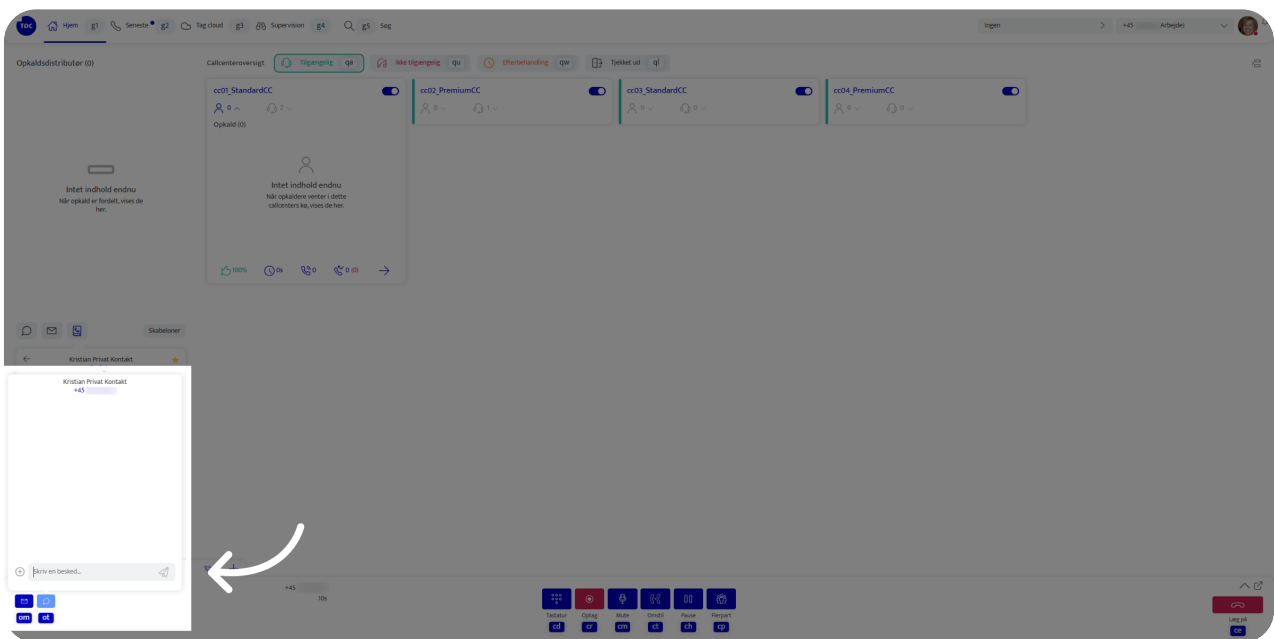 TDC Hjem g1 Seneste g2 Tag cloud g3 Supervision g4 g5 Søg Ingen +45 Arbejde)
Opkaldsdistributør (0)
Callcenteroversigt Tilgængelig qa Ikke tilgængelig qu Efterbehandling qw Tjekket ud ql
cc01_StandardCC cc02_PremiumCC cc03_StandardCC cc04_PremiumCC
0 2 0 1 0 0 0 0
Opkald (0)
Intet indhold endnu
Når opkald er fordelt, vises de
her.
Intet indhold endnu
Når opkaldere venter i dette
callcenters kø, vises de her.
100% 0s 0 0 (0)
Skabeloner
Kristian Privat Kontakt
Kristian Privat Kontakt
+45
Skriv en besked...
om ot
+45
10s
Tastatur Optag Mute Omstil Pause Flerpart
cd cr cm ct ch cp
Læg på
ce